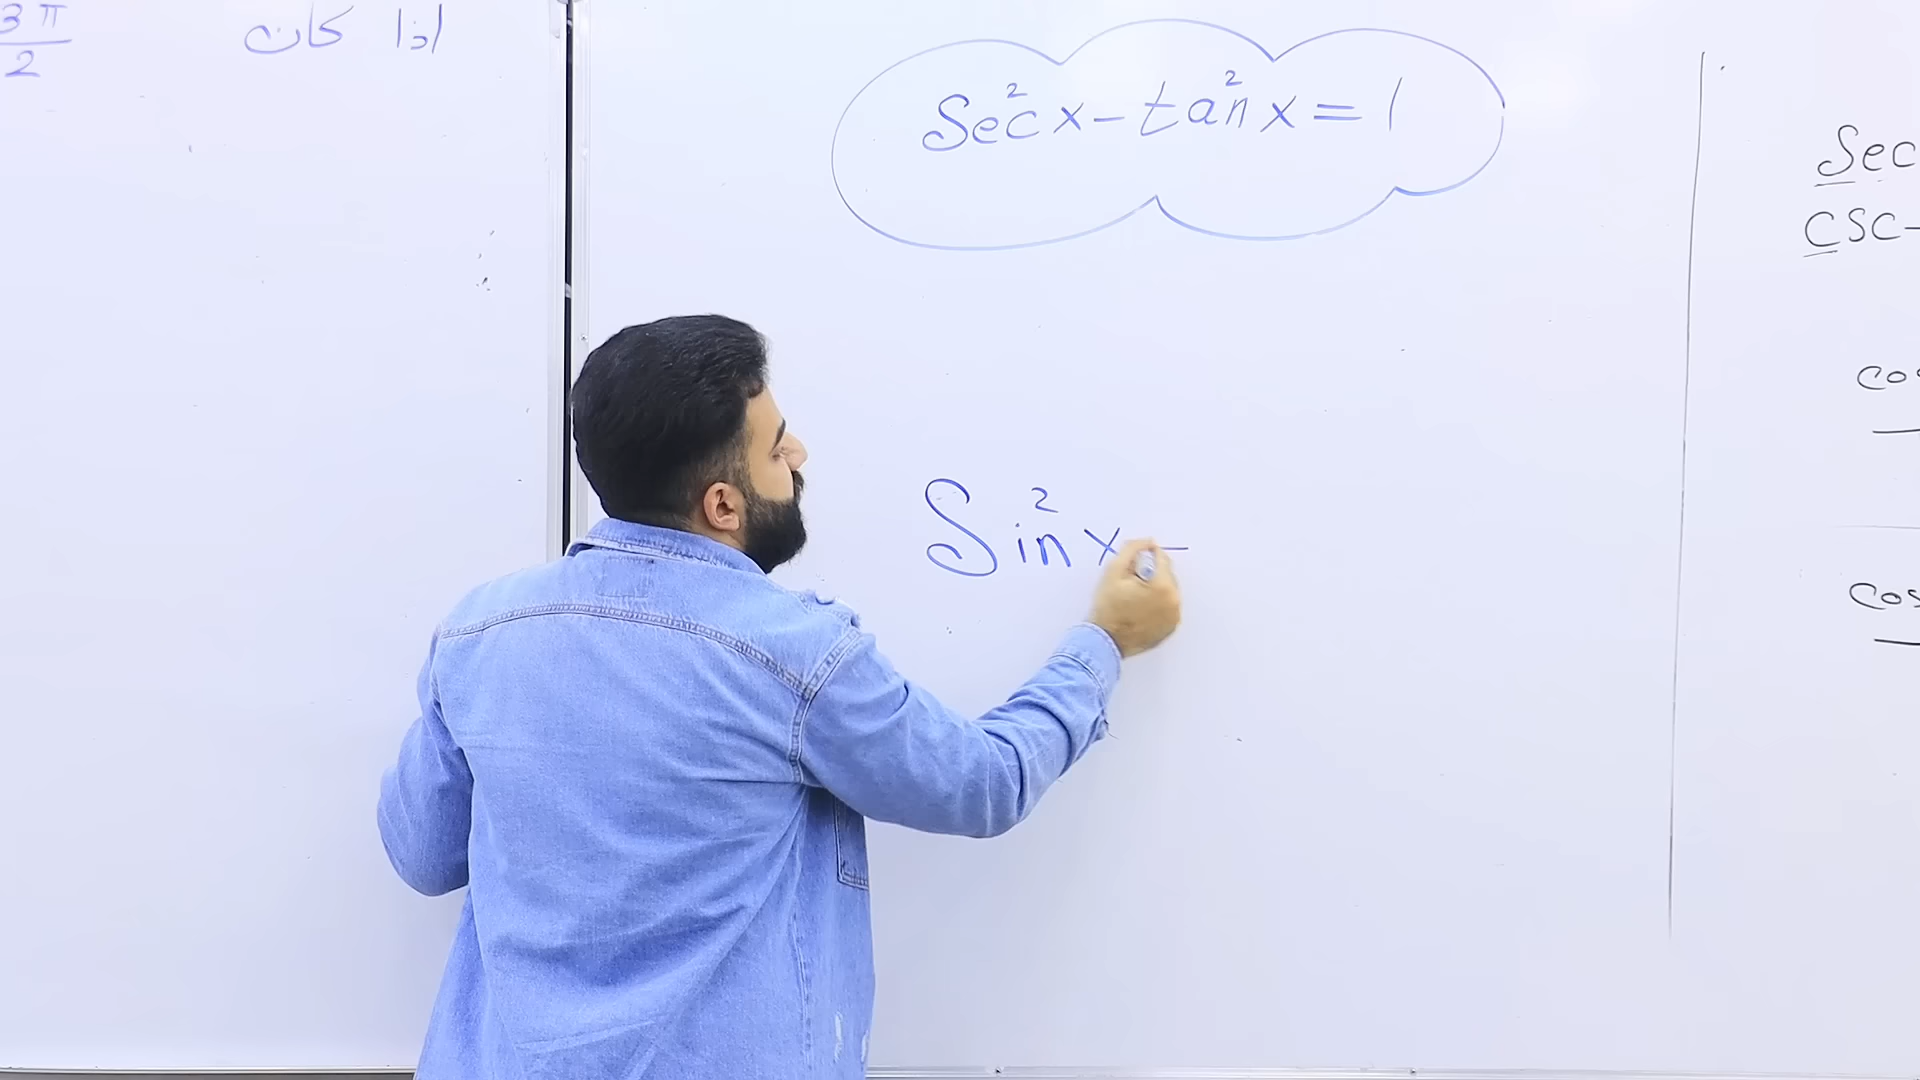 اذا كان
3π/2
Sec²x - tan²x = 1
Sin²x -
Sec
CSC -
cos
cos